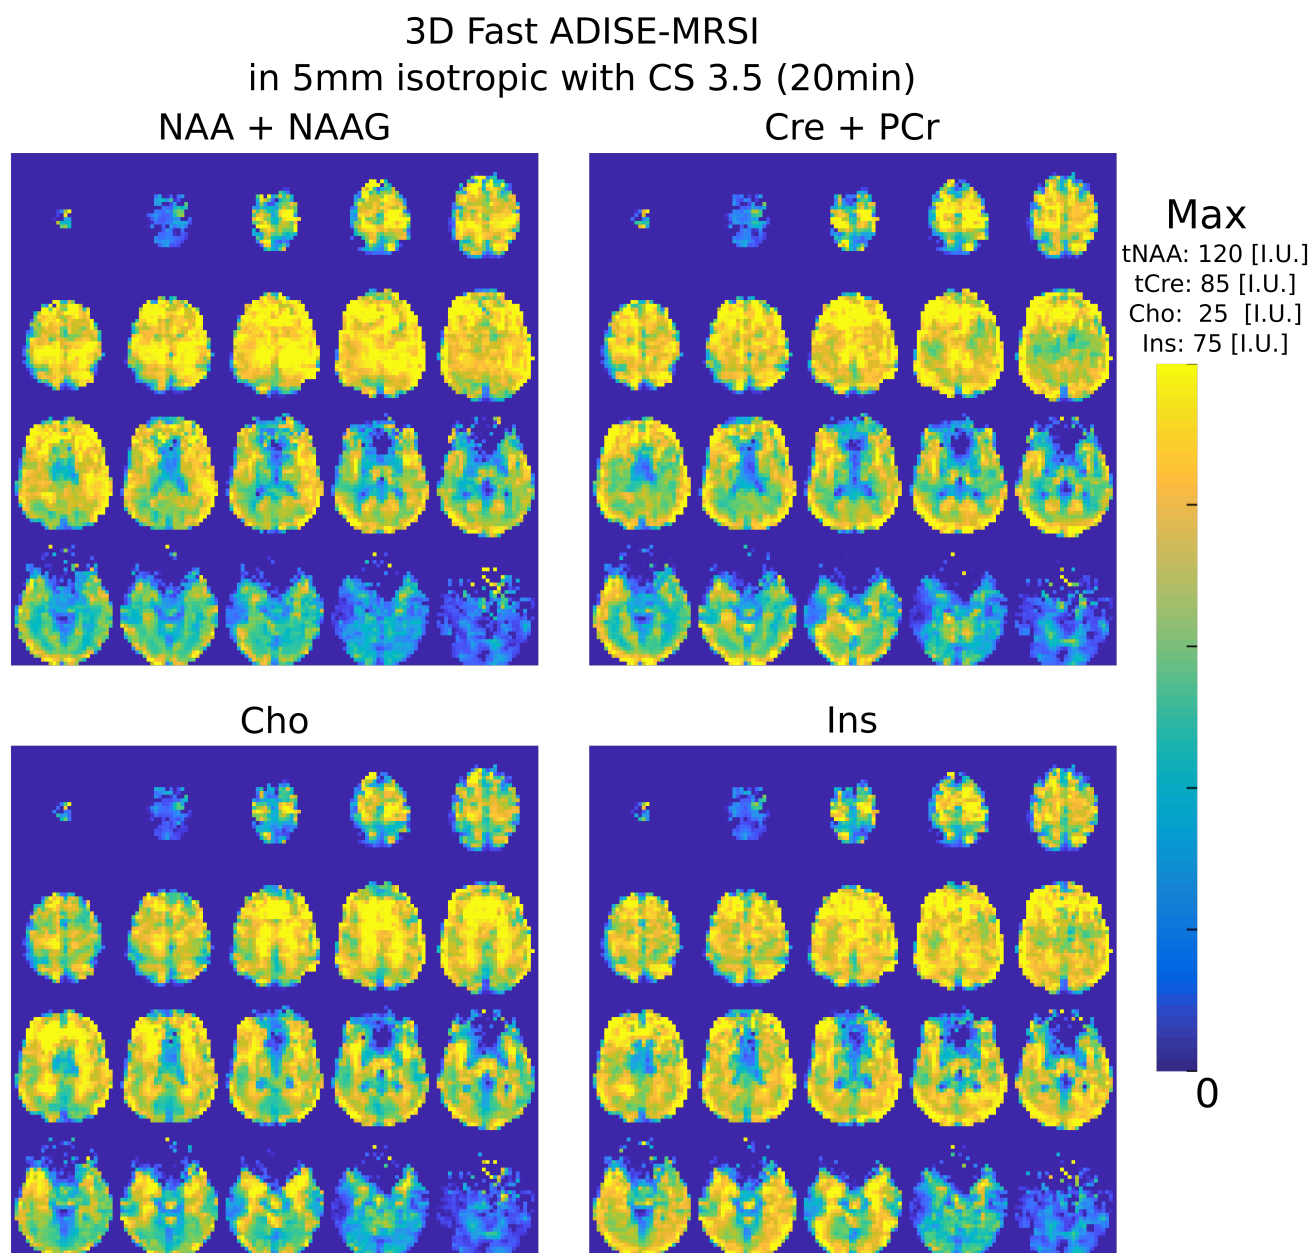 3D Fast ADISE-MRSI
in 5mm isotropic with CS 3.5 (20min)
NAA + NAAG
Cre + PCr
Max
tNAA: 120 [I.U.]
tCre: 85 [I.U.]
Cho: 25 [I.U.]
Ins: 75 [I.U.]
Cho
Ins
0